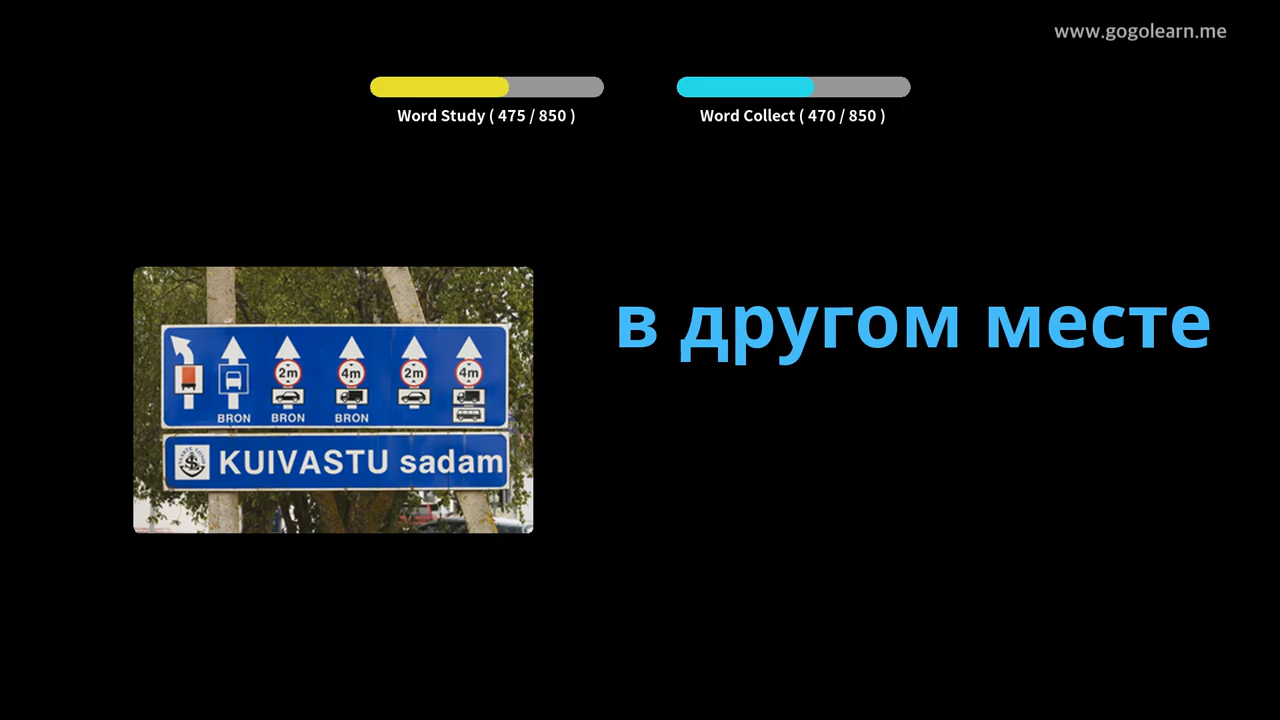 www.gogolearn.me
Word Study ( 475 / 850 )
Word Collect ( 470 / 850 )
в другом месте
2m 4m 2m 4m
BRON BRON BRON
KUIVASTU sadam